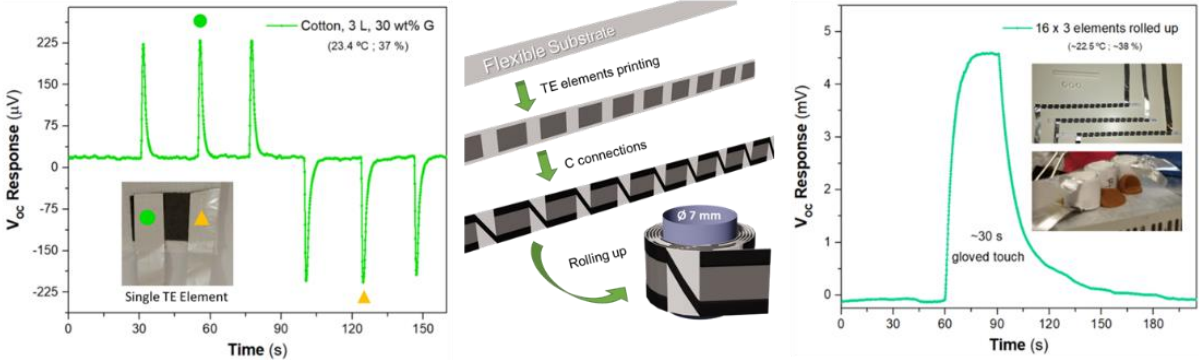 Cotton, 3 L, 30 wt% G
(23.4 ºC ; 37 %)
225
150
75
0
-75
-150
-225
V_OC Response (µV)
Single TE Element
0
30
60
90
120
150
Time (s)
Flexible Substrate
TE elements printing
C connections
Ø 7 mm
Rolling up
16 x 3 elements rolled up
(~22.5 ºC ; ~38 %)
5
4
3
2
1
0
V_OC Response (mV)
~30 s
gloved touch
0
30
60
90
120
150
180
Time (s)